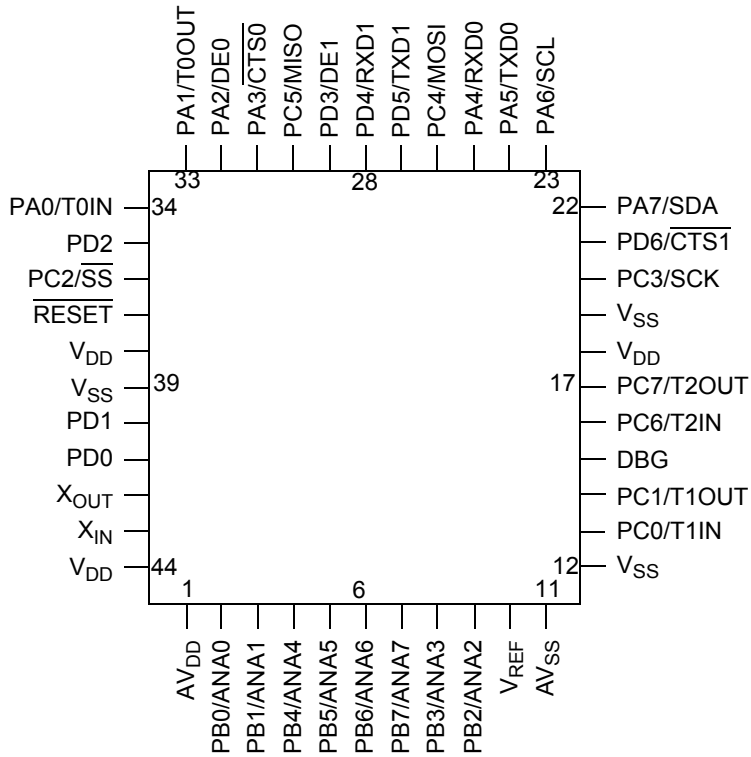 PA1/T0OUT
PA2/DE0
PA3/C̅T̅S̅0̅
PC5/MISO
PD3/DE1
PD4/RXD1
PD5/TXD1
PC4/MOSI
PA4/RXD0
PA5/TXD0
PA6/SCL
33
28
23
PA0/T0IN
34
22
PA7/SDA
PD2
PD6/C̅T̅S̅1̅
PC2/S̅S̅
PC3/SCK
R̅E̅S̅E̅T̅
VSS
VDD
VDD
VSS
39
17
PC7/T2OUT
PD1
PC6/T2IN
PD0
DBG
XOUT
PC1/T1OUT
XIN
PC0/T1IN
VDD
44
12
VSS
1
6
11
AVDD
PB0/ANA0
PB1/ANA1
PB4/ANA4
PB5/ANA5
PB6/ANA6
PB7/ANA7
PB3/ANA3
PB2/ANA2
VREF
AVSS